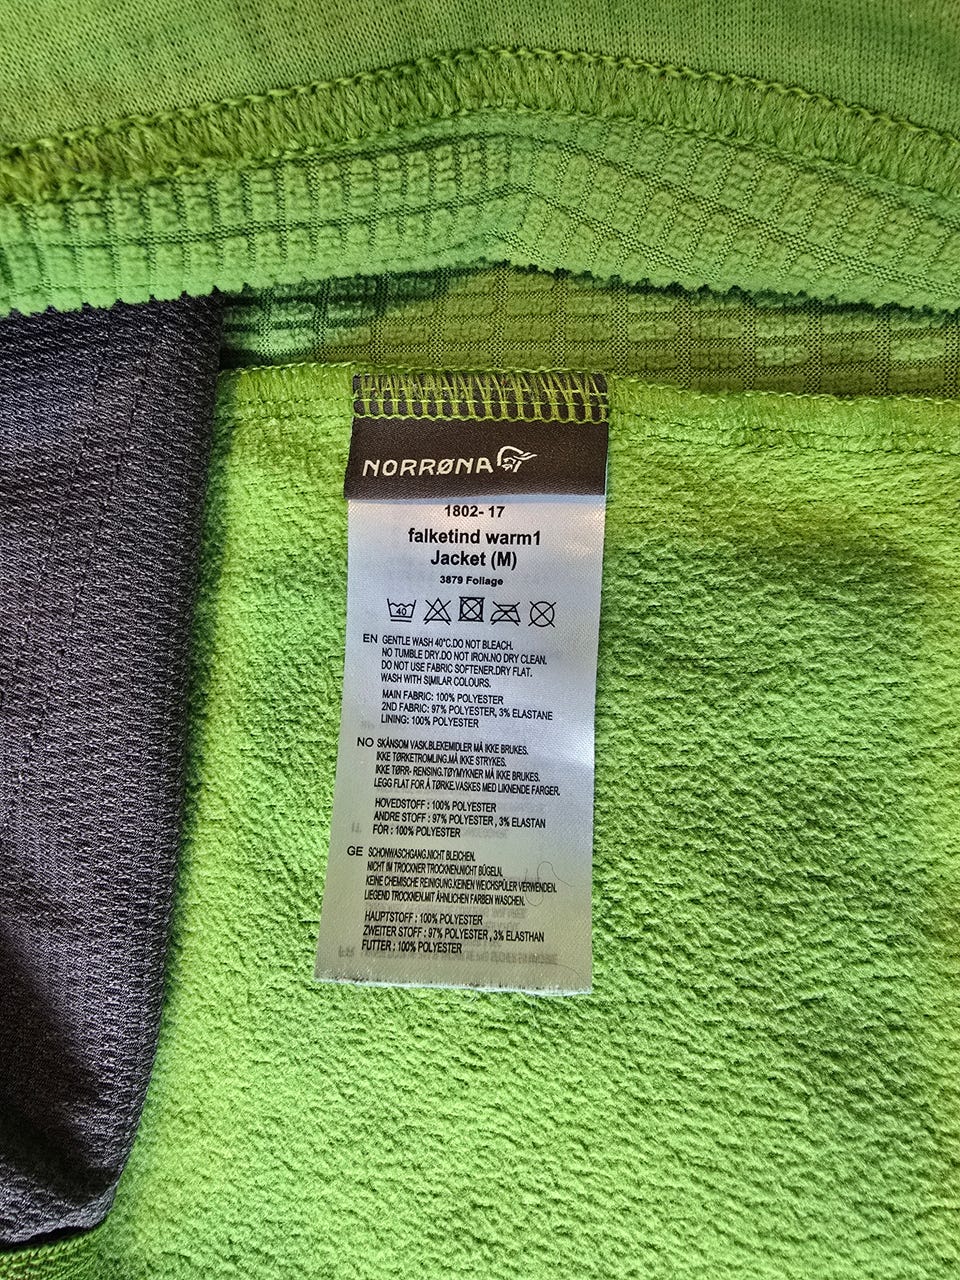 NORRØNA
1802- 17
falketind warm1
Jacket (M)
3879 Foliage
40
EN GENTLE WASH 40°C.DO NOT BLEACH.
NO TUMBLE DRY.DO NOT IRON.NO DRY CLEAN.
DO NOT USE FABRIC SOFTENER.DRY FLAT.
WASH WITH SIMILAR COLOURS.
MAIN FABRIC: 100% POLYESTER
2ND FABRIC: 97% POLYESTER, 3% ELASTANE
LINING: 100% POLYESTER
NO SKÅNSOM VASK.BLEKEMIDLER MÅ IKKE BRUKES.
IKKE TØRKETROMLING.MÅ IKKE STRYKES.
IKKE TØRR- RENSING.TØYMYKNER MÅ IKKE BRUKES.
LEGG FLAT FOR Å TØRKE.VASKES MED LIKNENDE FARGER.
HOVEDSTOFF : 100% POLYESTER
ANDRE STOFF : 97% POLYESTER , 3% ELASTAN
FÔR : 100% POLYESTER
GE SCHONWASCHGANG.NICHT BLEICHEN.
NICHT IM TROCKNER TROCKNEN.NICHT BÜGELN.
KEINE CHEMISCHE REINIGUNG.KEINEN WEICHSPÜLER VERWENDEN.
LIEGEND TROCKNEN.MIT ÄHNLICHEN FARBEN WASCHEN.
HAUPTSTOFF : 100% POLYESTER
ZWEITER STOFF : 97% POLYESTER , 3% ELASTHAN
FUTTER : 100% POLYESTER